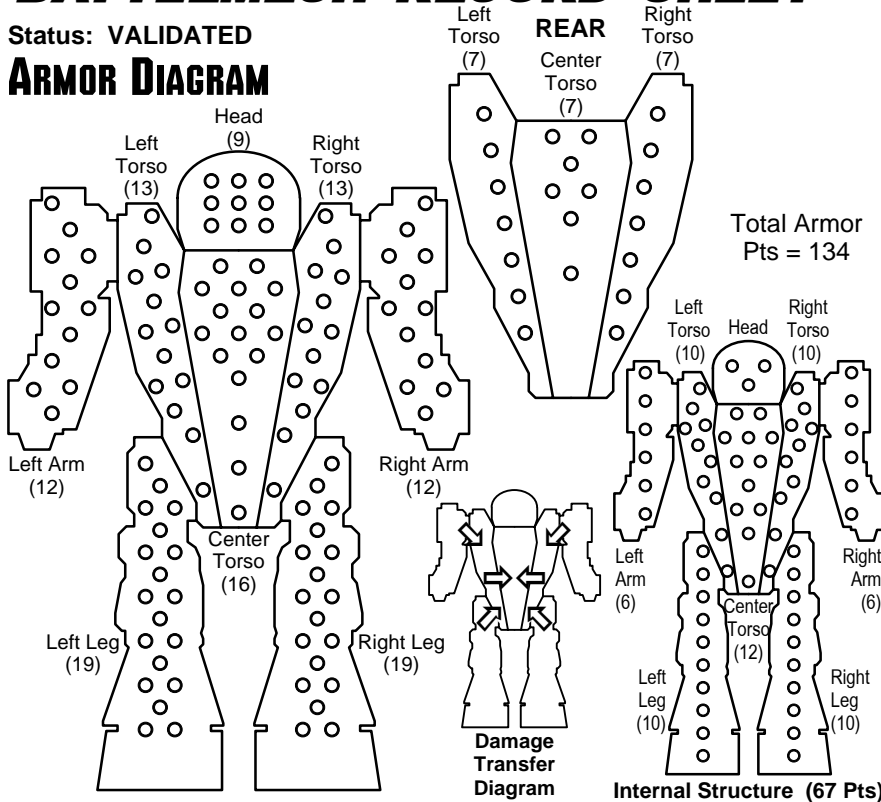 BATTLEMECH RECORD SHEET
Status: VALIDATED
ARMOR DIAGRAM
Head
(9)
Left
Torso
(13)
Right
Torso
(13)
Left Arm
(12)
Right Arm
(12)
Center
Torso
(16)
Left Leg
(19)
Right Leg
(19)
REAR
Left
Torso
(7)
Center
Torso
(7)
Right
Torso
(7)
Total Armor
Pts = 134
Damage
Transfer
Diagram
Left
Torso
(10)
Head
Right
Torso
(10)
Left
Arm
(6)
Right
Arm
(6)
Center
Torso
(12)
Left
Leg
(10)
Right
Leg
(10)
Internal Structure (67 Pts)